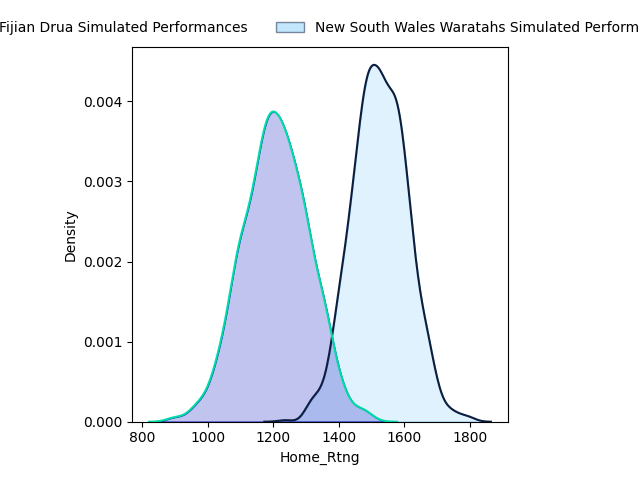 Fijian Drua Simulated Performances
New South Wales Waratahs Simulated Perform
0.004
0.003
0.002
0.001
0.000
Density
800 1000 1200 1400 1600 1800
Home_Rtng